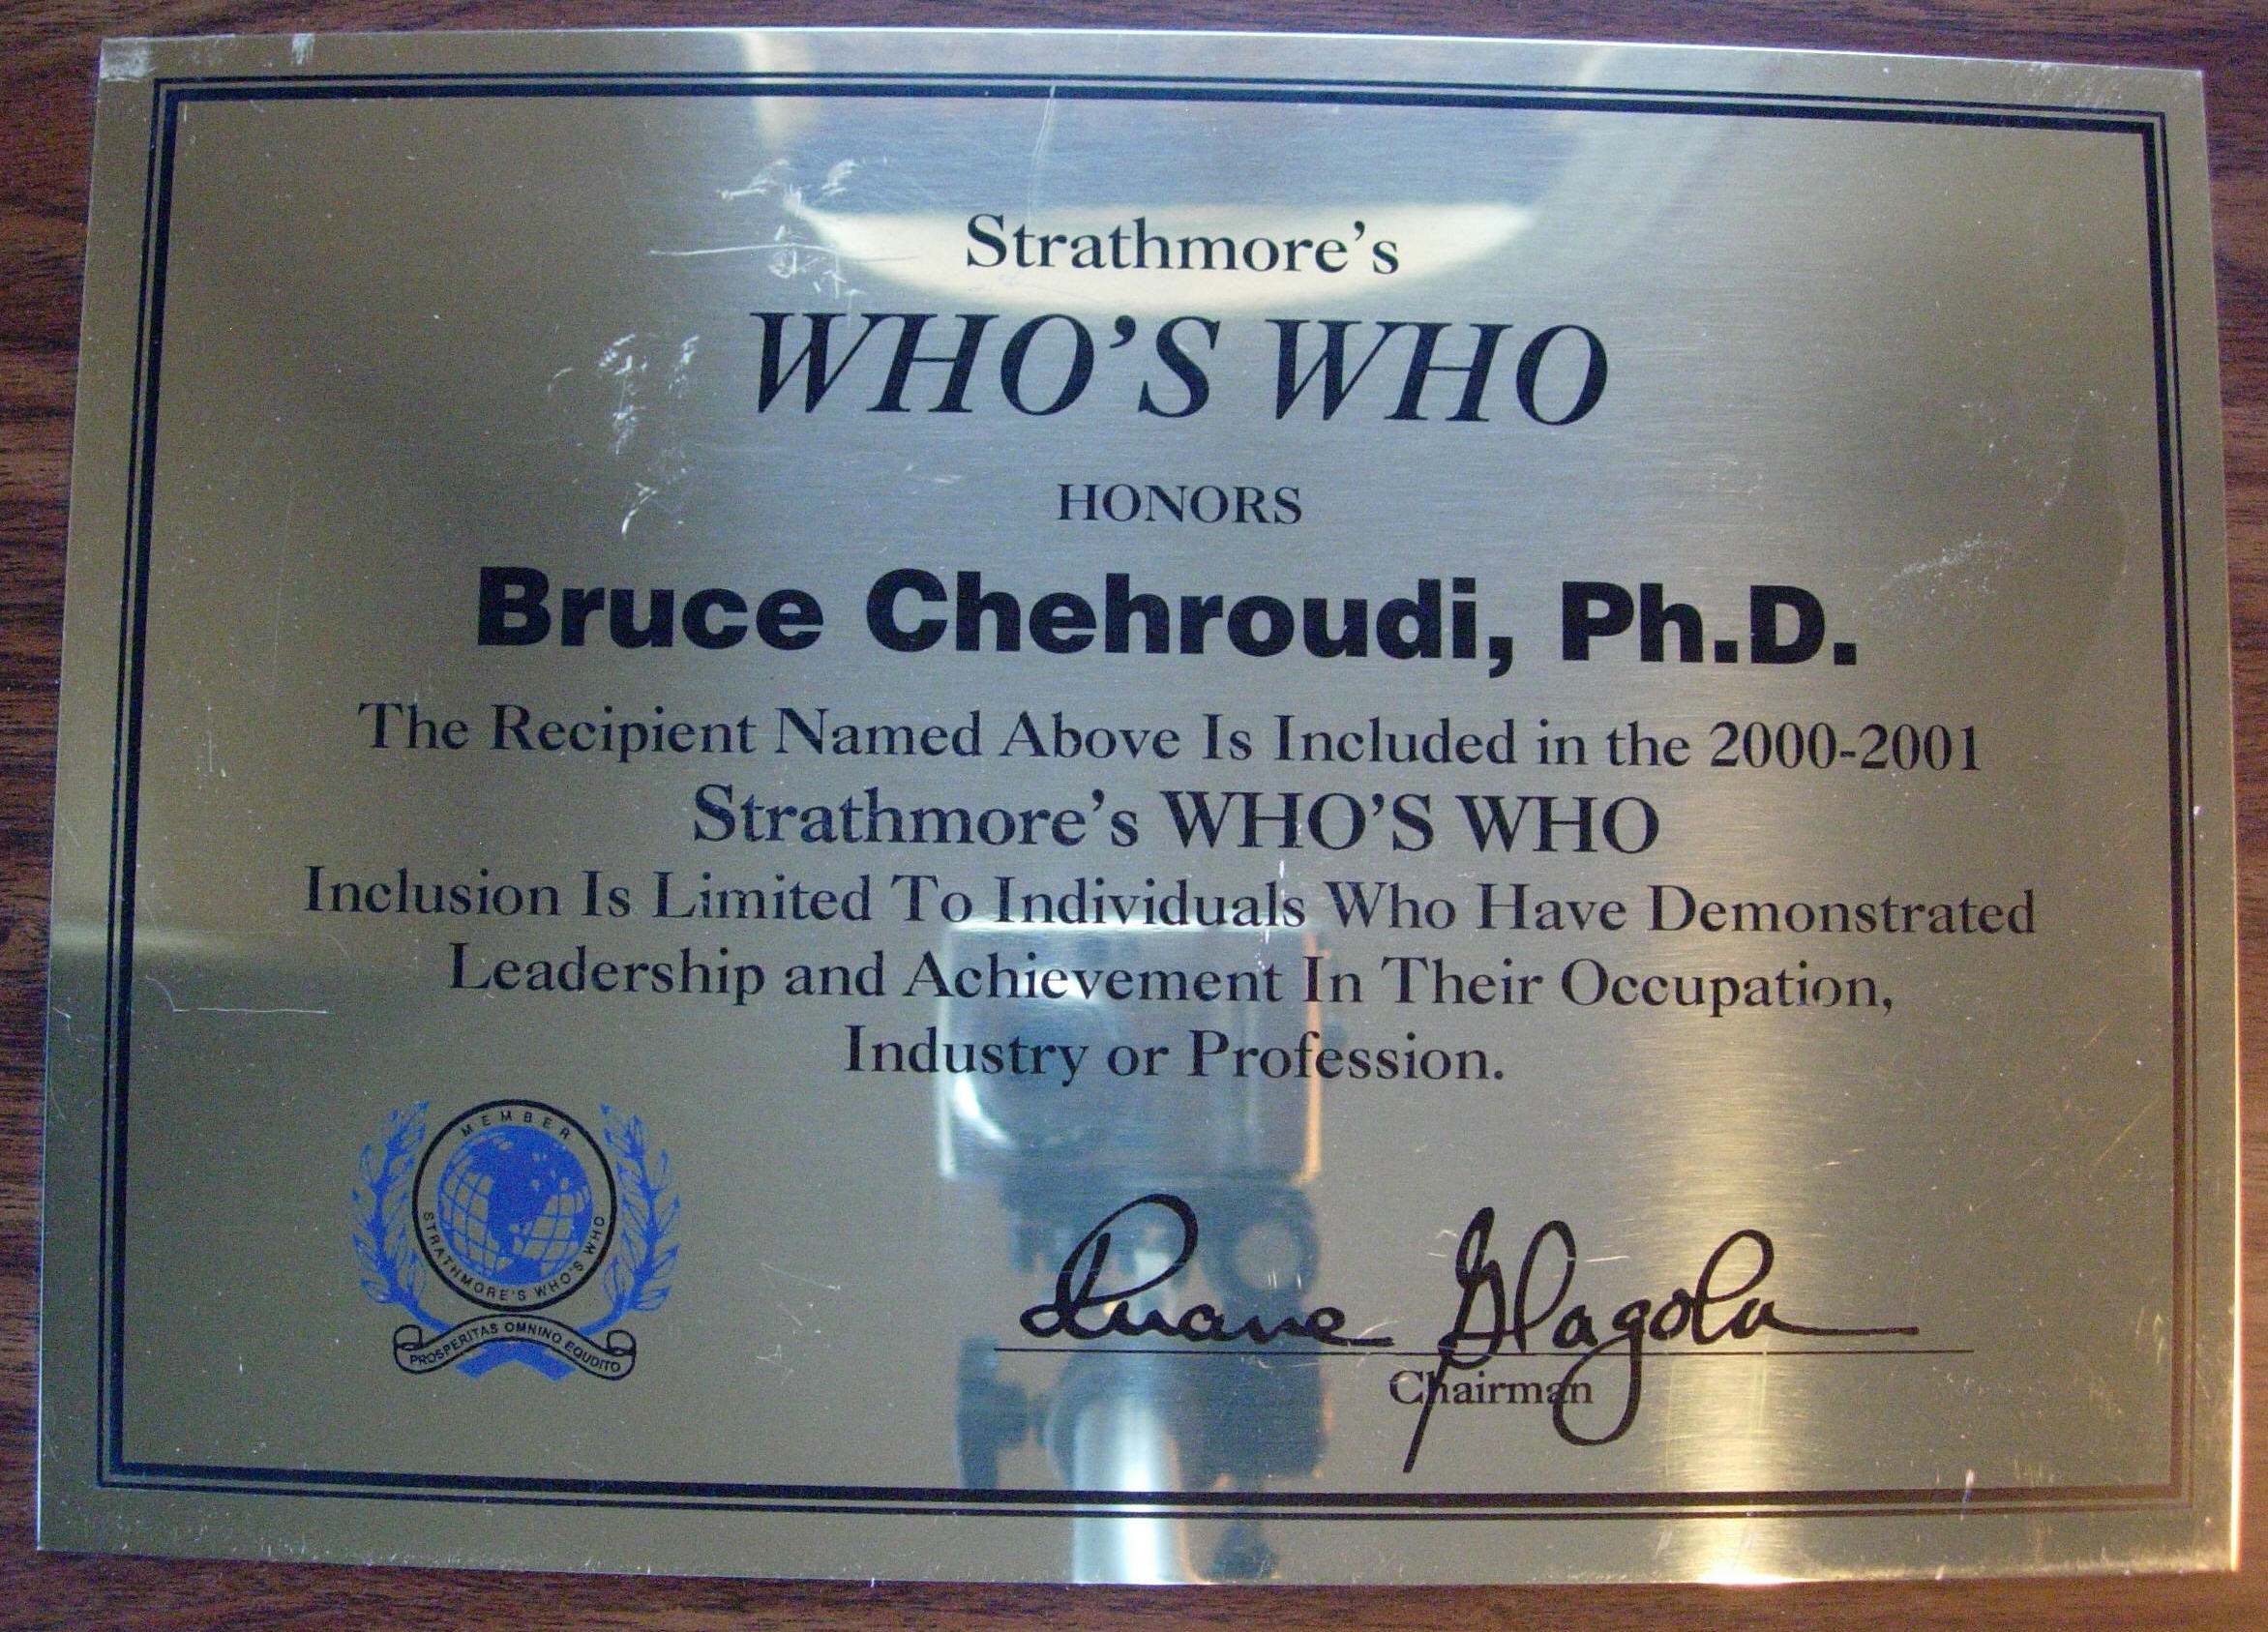 Strathmore's
WHO'S WHO
HONORS
Bruce Chehroudi, Ph.D.
The Recipient Named Above Is Included in the 2000-2001
Strathmore's WHO'S WHO
Inclusion Is Limited To Individuals Who Have Demonstrated
Leadership and Achievement In Their Occupation,
Industry or Profession.
MEMBER
STRATHMORE'S WHO'S WHO
PROSPERITAS OMNINO EQUDITO
Duane Glagola
Chairman